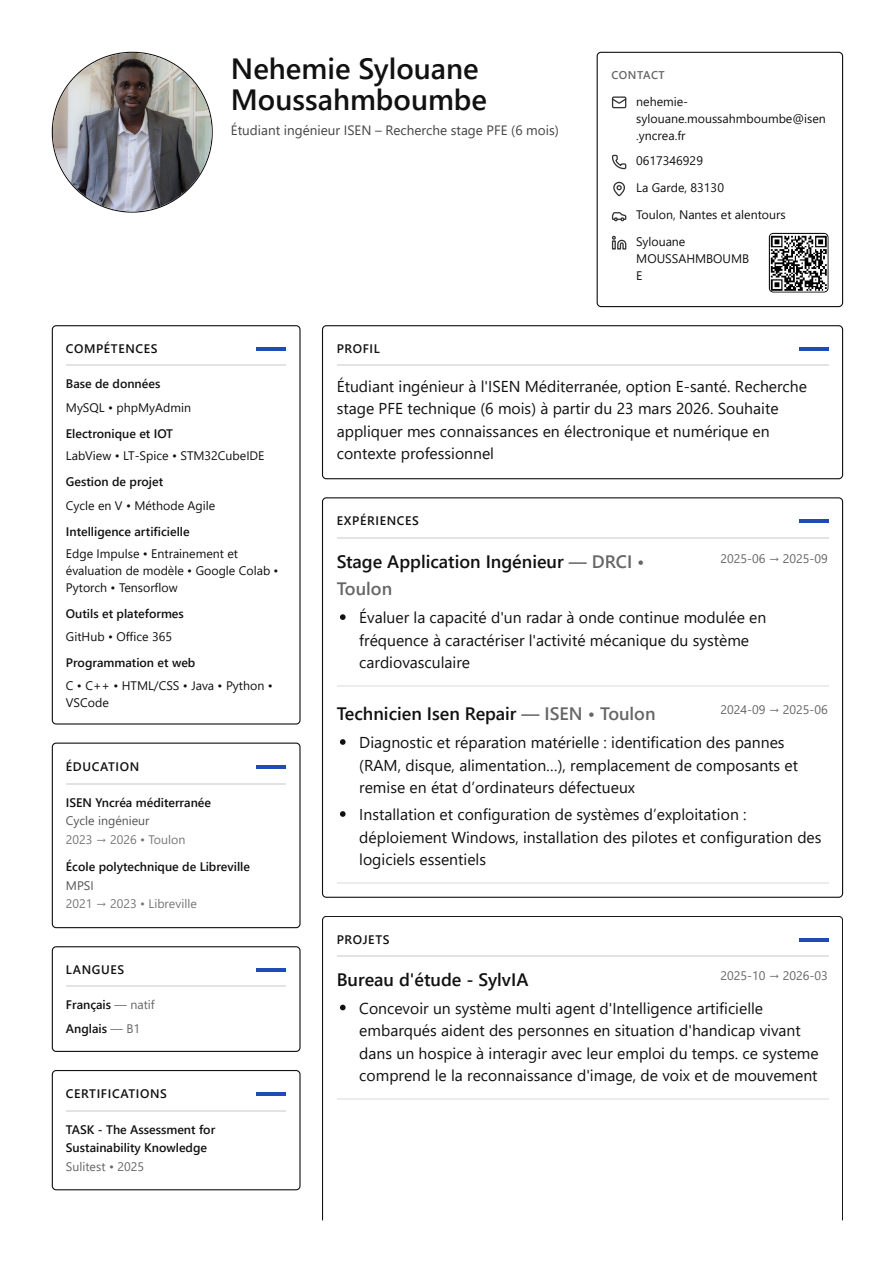 Nehemie Sylouane
Moussahmboumbe
Étudiant ingénieur ISEN – Recherche stage PFE (6 mois)
CONTACT
nehemie-
sylouane.moussahmboumbe@isen
.yncrea.fr
0617346929
La Garde, 83130
Toulon, Nantes et alentours
Sylouane
MOUSSAHMBOUMB
E
COMPÉTENCES
Base de données
MySQL • phpMyAdmin
Electronique et IOT
LabView • LT-Spice • STM32CubeIDE
Gestion de projet
Cycle en V • Méthode Agile
Intelligence artificielle
Edge Impulse • Entrainement et
évaluation de modèle • Google Colab •
Pytorch • Tensorflow
Outils et plateformes
GitHub • Office 365
Programmation et web
C • C++ • HTML/CSS • Java • Python •
VSCode
ÉDUCATION
ISEN Yncréa méditerranée
Cycle ingénieur
2023 → 2026 • Toulon
École polytechnique de Libreville
MPSI
2021 → 2023 • Libreville
LANGUES
Français — natif
Anglais — B1
CERTIFICATIONS
TASK - The Assessment for
Sustainability Knowledge
Sulitest • 2025
PROFIL
Étudiant ingénieur à l'ISEN Méditerranée, option E-santé. Recherche
stage PFE technique (6 mois) à partir du 23 mars 2026. Souhaite
appliquer mes connaissances en électronique et numérique en
contexte professionnel
EXPÉRIENCES
Stage Application Ingénieur — DRCI • 2025-06 → 2025-09
Toulon
• Évaluer la capacité d'un radar à onde continue modulée en
fréquence à caractériser l'activité mécanique du système
cardiovasculaire
Technicien Isen Repair — ISEN • Toulon 2024-09 → 2025-06
• Diagnostic et réparation matérielle : identification des pannes
(RAM, disque, alimentation…), remplacement de composants et
remise en état d’ordinateurs défectueux
• Installation et configuration de systèmes d’exploitation :
déploiement Windows, installation des pilotes et configuration des
logiciels essentiels
PROJETS
Bureau d'étude - SylvIA 2025-10 → 2026-03
• Concevoir un système multi agent d'Intelligence artificielle
embarqués aident des personnes en situation d'handicap vivant
dans un hospice à interagir avec leur emploi du temps. ce systeme
comprend le la reconnaissance d'image, de voix et de mouvement